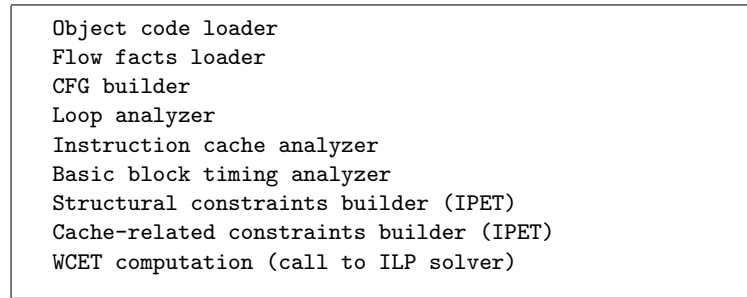 Object code loader
Flow facts loader
CFG builder
Loop analyzer
Instruction cache analyzer
Basic block timing analyzer
Structural constraints builder (IPET)
Cache-related constraints builder (IPET)
WCET computation (call to ILP solver)